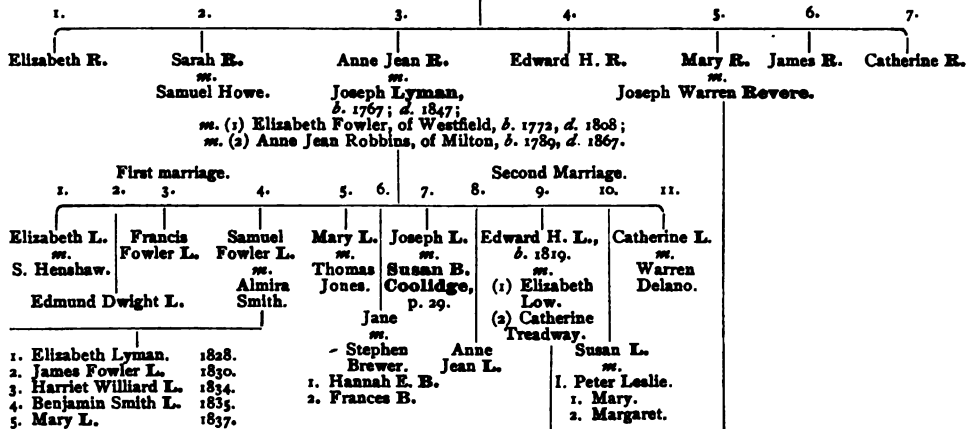 1. 2. 3. 4. 5. 6. 7.
Elizabeth R. Sarah R. Anne Jean R. Edward H. R. Mary R. James R. Catherine R.
m. m. m.
Samuel Howe. Joseph Lyman, Joseph Warren Revere.
b. 1767; d. 1847;
m. (1) Elizabeth Fowler, of Westfield, b. 1772, d. 1808;
m. (2) Anne Jean Robbins, of Milton, b. 1789, d. 1867.
First marriage. Second Marriage.
1. 2. 3. 4. 5. 6. 7. 8. 9. 10. 11.
Elizabeth L. Francis Samuel Mary L. Joseph L. Edward H. L., Catherine L.
m. Fowler L. Fowler L. m. m. b. 1819. m.
S. Henshaw. m. Thomas Susan B. m. Warren
Almira Jones. Coolidge, (1) Elizabeth Delano.
Edmund Dwight L. Smith. p. 29. Low.
Jane (2) Catherine
m. Treadway.
Stephen Anne Susan L.
Brewer. Jean L. m.
1. Elizabeth Lyman. 1828.
2. James Fowler L. 1830.
3. Harriet Williard L. 1834.
4. Benjamin Smith L. 1835.
5. Mary L. 1837.
1. Hannah E. B.
2. Frances B.
I. Peter Leslie.
1. Mary.
2. Margaret.